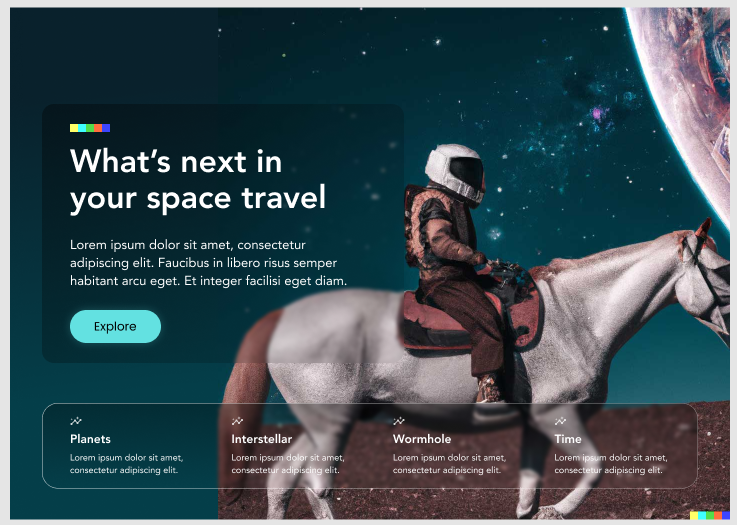 What's next in
your space travel
Lorem ipsum dolor sit amet, consectetur
adipiscing elit. Faucibus in libero risus semper
habitant arcu eget. Et integer facilisi eget diam.
Explore
Planets
Lorem ipsum dolor sit amet,
consectetur adipiscing elit.
Interstellar
Lorem ipsum dolor sit amet,
consectetur adipiscing elit.
Wormhole
Lorem ipsum dolor sit amet,
consectetur adipiscing elit.
Time
Lorem ipsum dolor sit amet,
consectetur adipiscing elit.